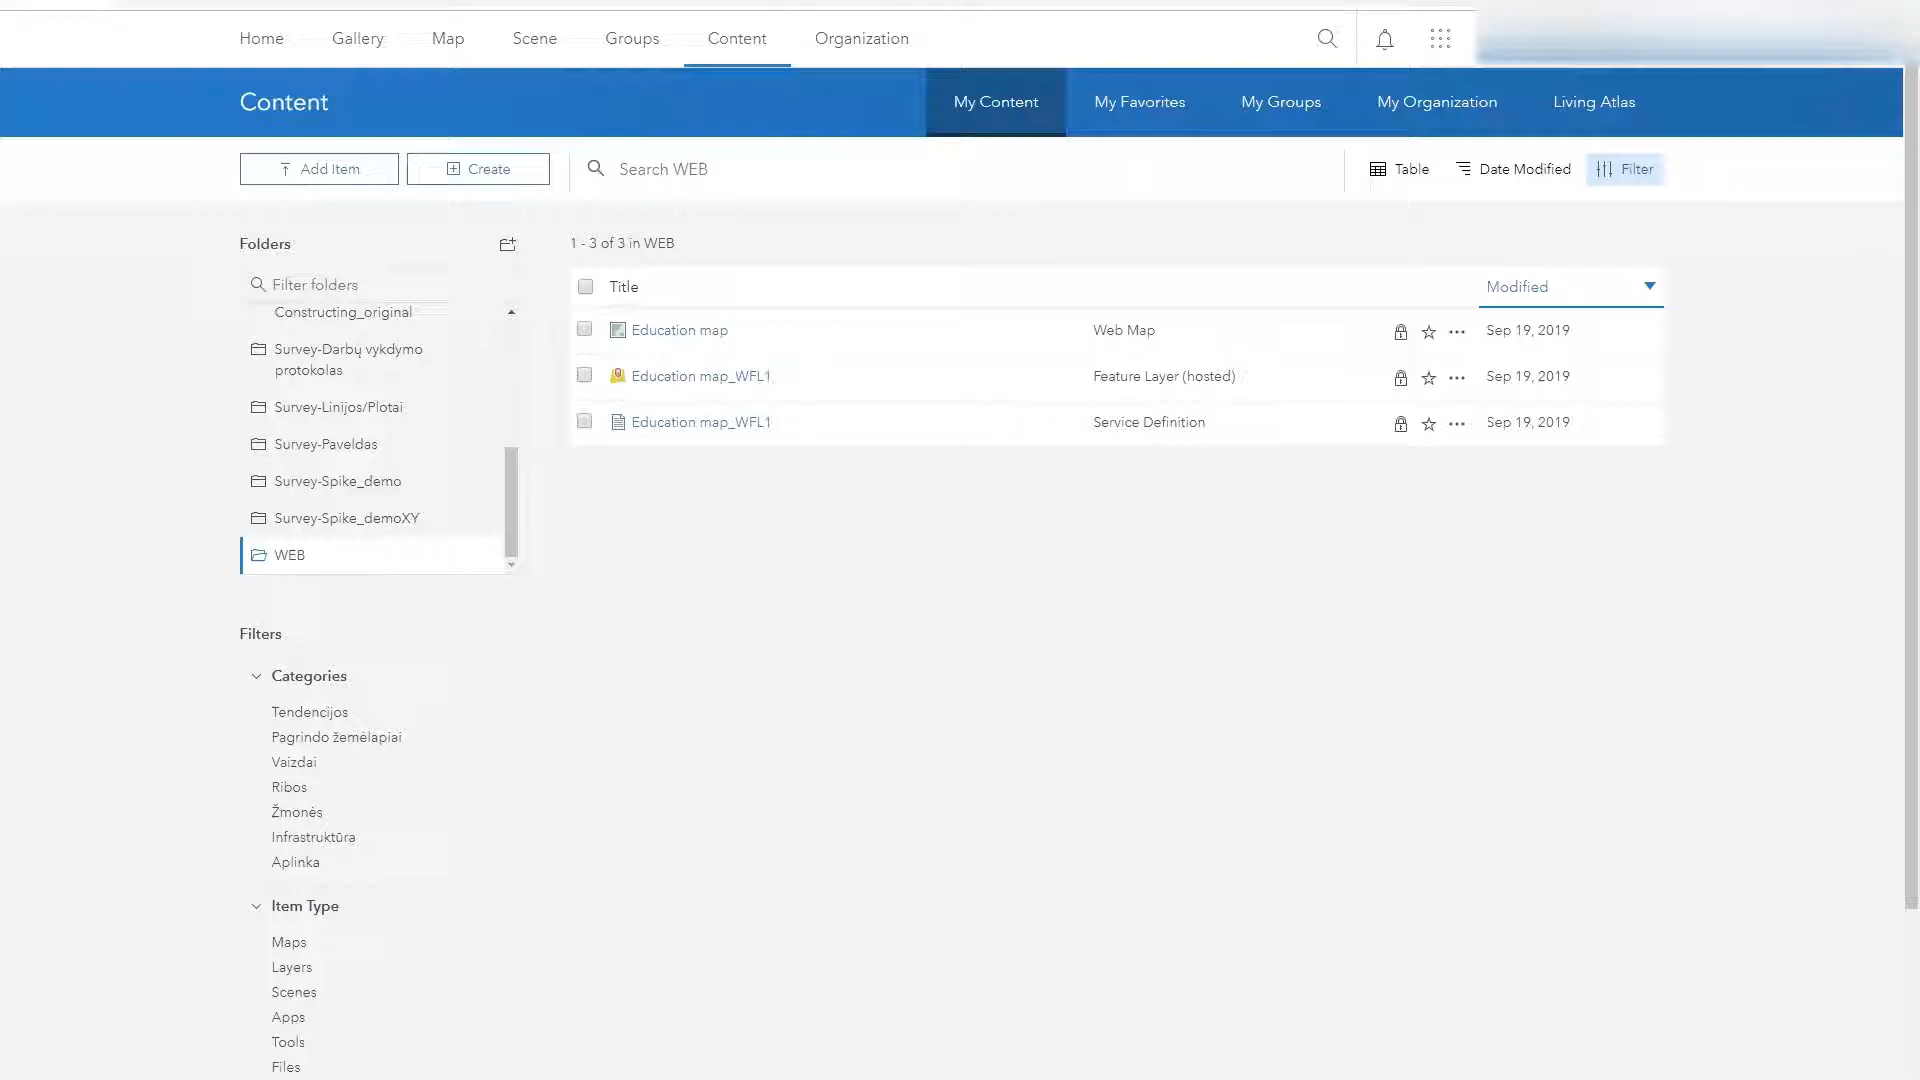 Home Gallery Map Scene Groups Content Organization
Content My Content My Favorites My Groups My Organization Living Atlas
Add Item Create Search WEB Table Date Modified Filter
Folders
Filter folders
Constructing_original
Survey-Darbų vykdymo
protokolas
Survey-Linijos/Plotai
Survey-Paveldas
Survey-Spike_demo
Survey-Spike_demoXY
WEB
1 - 3 of 3 in WEB
Title Modified
Education map Web Map Sep 19, 2019
Education map_WFL1 Feature Layer (hosted) Sep 19, 2019
Education map_WFL1 Service Definition Sep 19, 2019
Filters
Categories
Tendencijos
Pagrindo žemėlapiai
Vaizdai
Ribos
Žmonės
Infrastruktūra
Aplinka
Item Type
Maps
Layers
Scenes
Apps
Tools
Files